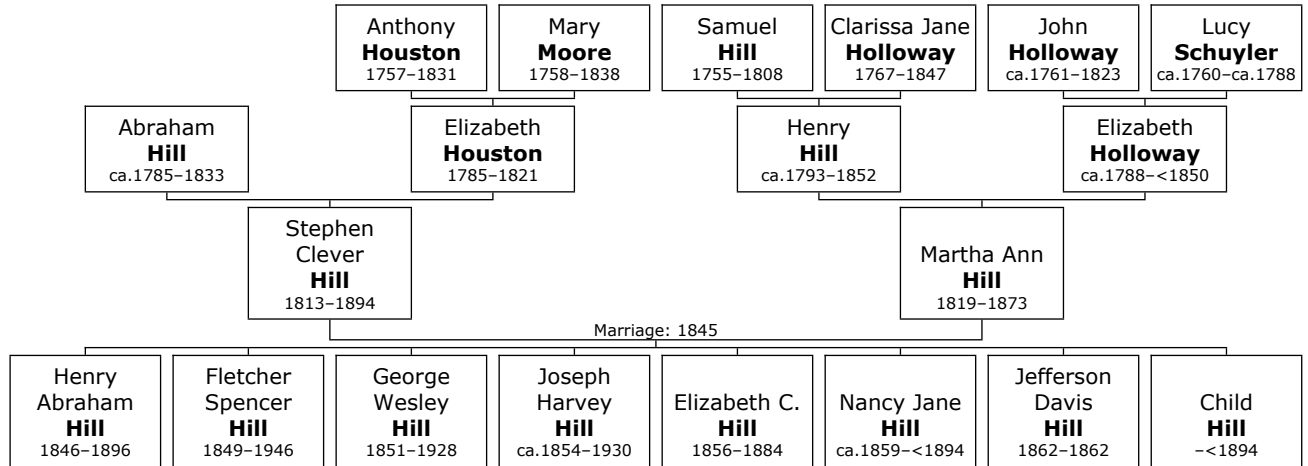 Anthony
Houston
1757–1831
Mary
Moore
1758–1838
Samuel
Hill
1755–1808
Clarissa Jane
Holloway
1767–1847
John
Holloway
ca.1761–1823
Lucy
Schuyler
ca.1760–ca.1788
Abraham
Hill
ca.1785–1833
Elizabeth
Houston
1785–1821
Henry
Hill
ca.1793–1852
Elizabeth
Holloway
ca.1788–<1850
Stephen
Clever
Hill
1813–1894
Martha Ann
Hill
1819–1873
Marriage: 1845
Henry
Abraham
Hill
1846–1896
Fletcher
Spencer
Hill
1849–1946
George
Wesley
Hill
1851–1928
Joseph
Harvey
Hill
ca.1854–1930
Elizabeth C.
Hill
1856–1884
Nancy Jane
Hill
ca.1859–<1894
Jefferson
Davis
Hill
1862–1862
Child
Hill
–<1894